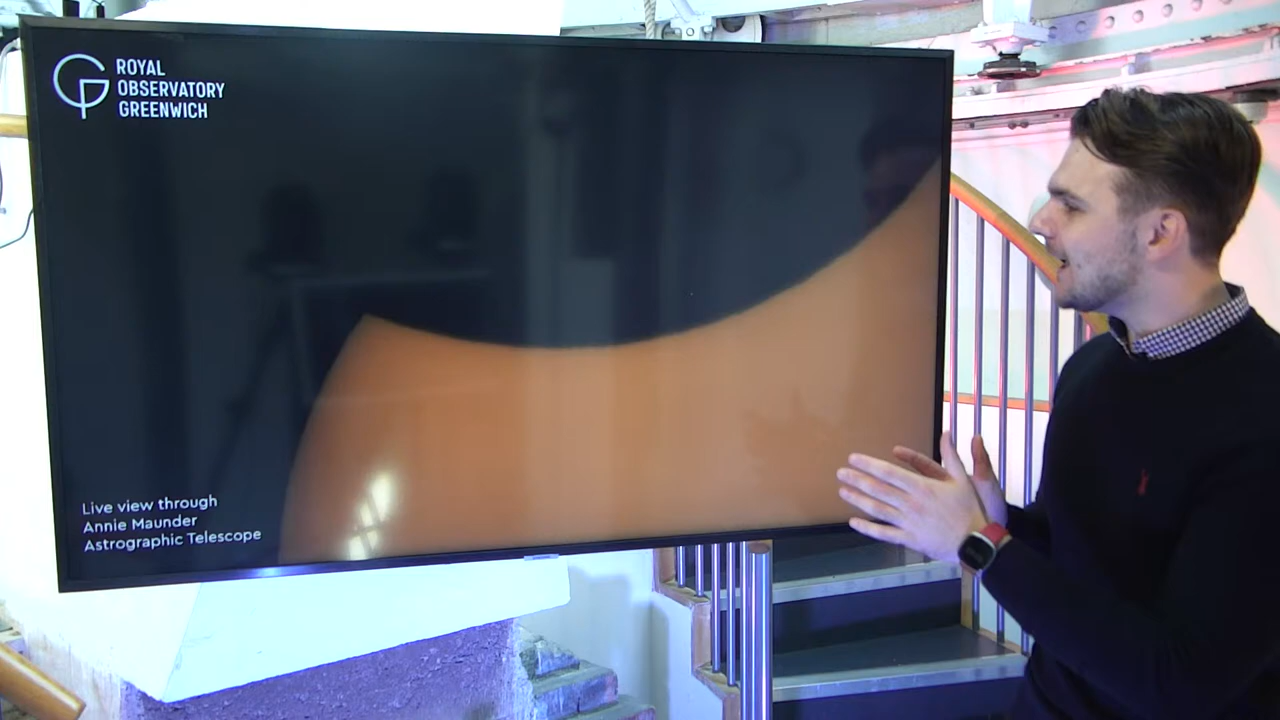 ROYAL
OBSERVATORY
GREENWICH
Live view through
Annie Maunder
Astrographic Telescope